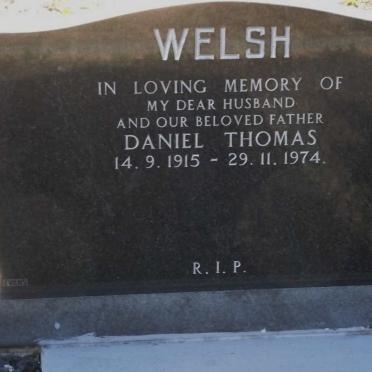 WELSH
IN LOVING MEMORY OF
MY DEAR HUSBAND
AND OUR BELOVED FATHER
DANIEL THOMAS
14. 9. 1915 - 29. 11. 1974.
R. I. P.